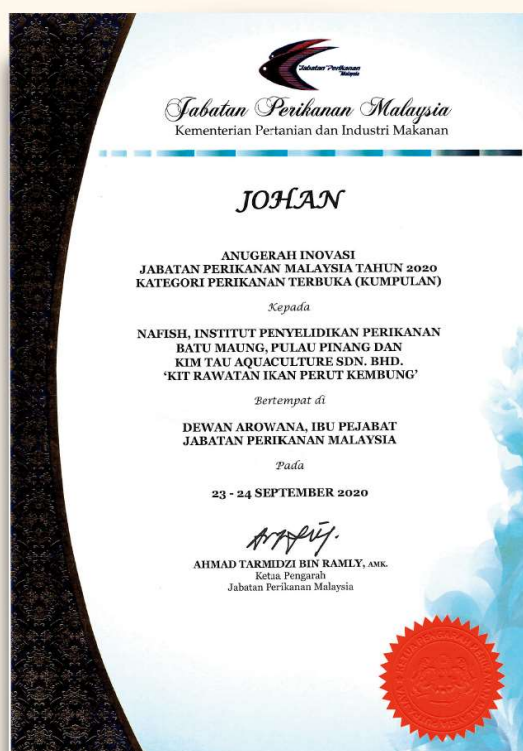 Jabatan Perikanan
Malaysia
Jabatan Perikanan Malaysia
Kementerian Pertanian dan Industri Makanan
JOHAN
ANUGERAH INOVASI
JABATAN PERIKANAN MALAYSIA TAHUN 2020
KATEGORI PERIKANAN TERBUKA (KUMPULAN)
Kepada
NAFISH, INSTITUT PENYELIDIKAN PERIKANAN
BATU MAUNG, PULAU PINANG DAN
KIM TAU AQUACULTURE SDN. BHD.
‘KIT RAWATAN IKAN PERUT KEMBUNG’
Bertempat di
DEWAN AROWANA, IBU PEJABAT
JABATAN PERIKANAN MALAYSIA
Pada
23 - 24 SEPTEMBER 2020
AHMAD TARMIDZI BIN RAMLY, AMK.
Ketua Pengarah
Jabatan Perikanan Malaysia